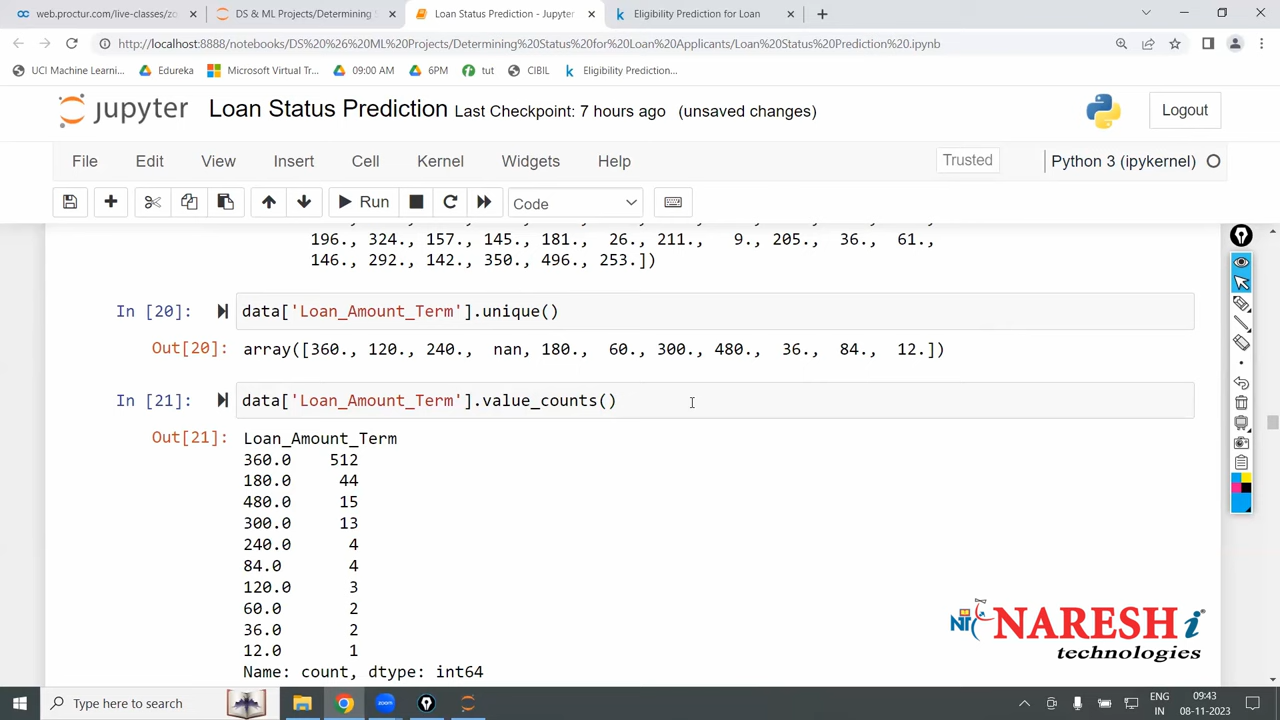 web.proctur.com/live-classes/zo
DS & ML Projects/Determining S
Loan Status Prediction - Jupyter
Eligibility Prediction for Loan
http://localhost:8888/notebooks/DS%20%26%20ML%20Projects/Determining%20Status%20for%20Loan%20Applicants/Loan%20Status%20Prediction%20.ipynb
UCI Machine Learni...
Edureka
Microsoft Virtual Tr...
09:00 AM
6PM
tut
CIBIL
Eligibility Prediction...
jupyter Loan Status Prediction Last Checkpoint: 7 hours ago (unsaved changes)
Logout
File Edit View Insert Cell Kernel Widgets Help
Trusted
Python 3 (ipykernel)
Run
Code
196., 324., 157., 145., 181., 26., 211., 9., 205., 36., 61.,
146., 292., 142., 350., 496., 253.])
In [20]: data['Loan_Amount_Term'].unique()
Out[20]: array([360., 120., 240., nan, 180., 60., 300., 480., 36., 84., 12.])
In [21]: data['Loan_Amount_Term'].value_counts()
Out[21]: Loan_Amount_Term
360.0 512
180.0 44
480.0 15
300.0 13
240.0 4
84.0 4
120.0 3
60.0 2
36.0 2
12.0 1
Name: count, dtype: int64
NARESH i
technologies
Type here to search
zoom
ENG
IN
09:43
08-11-2023